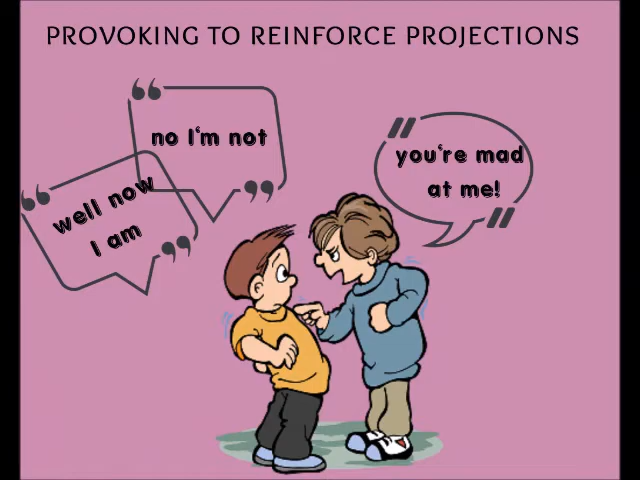 PROVOKING TO REINFORCE PROJECTIONS
you're mad
at me!
no I'm not
well now
I am